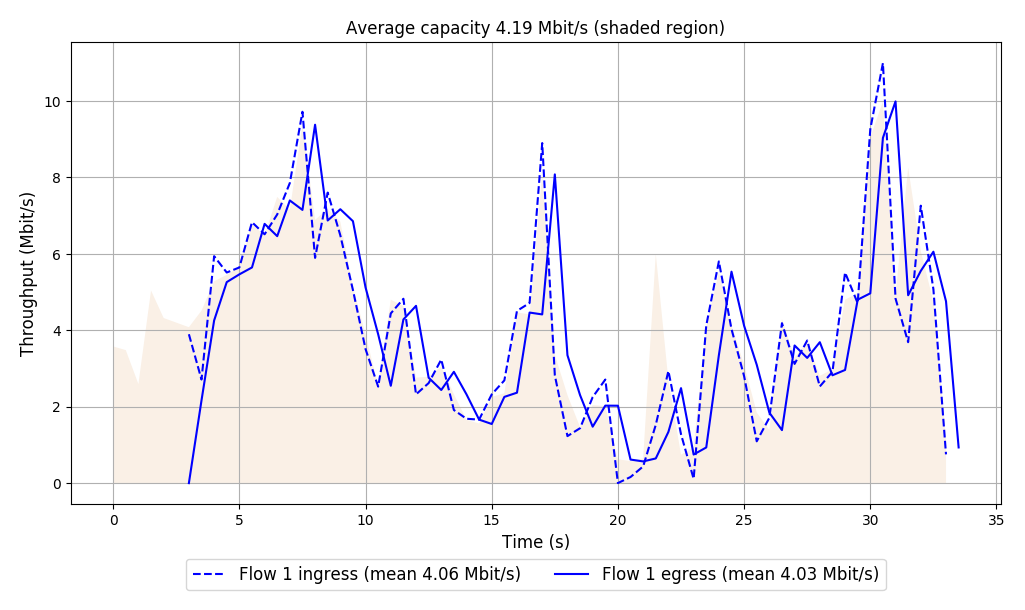 Average capacity 4.19 Mbit/s (shaded region)
Throughput (Mbit/s)
10
8
6
4
2
0
0 5 10 15 20 25 30 35
Time (s)
Flow 1 ingress (mean 4.06 Mbit/s) Flow 1 egress (mean 4.03 Mbit/s)